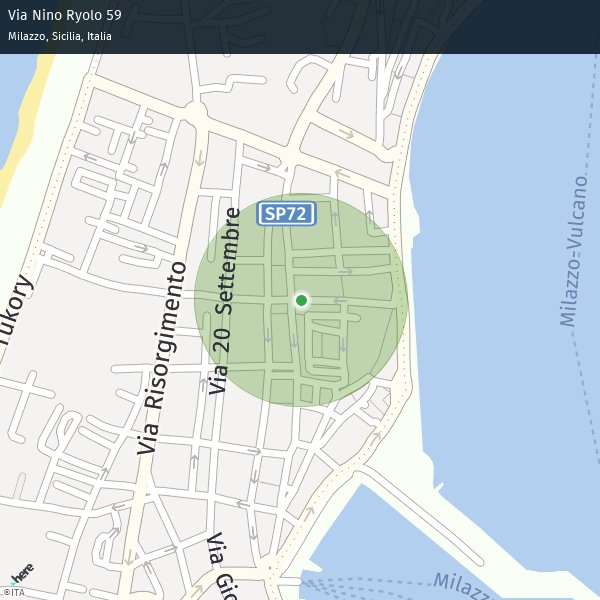 Via Nino Ryolo 59
Milazzo, Sicilia, Italia
SP72
Via 20 Settembre
Milazzo-Vulcano
Tukory
Via Risorgimento
Via Gio
Milazz
here
©ITA